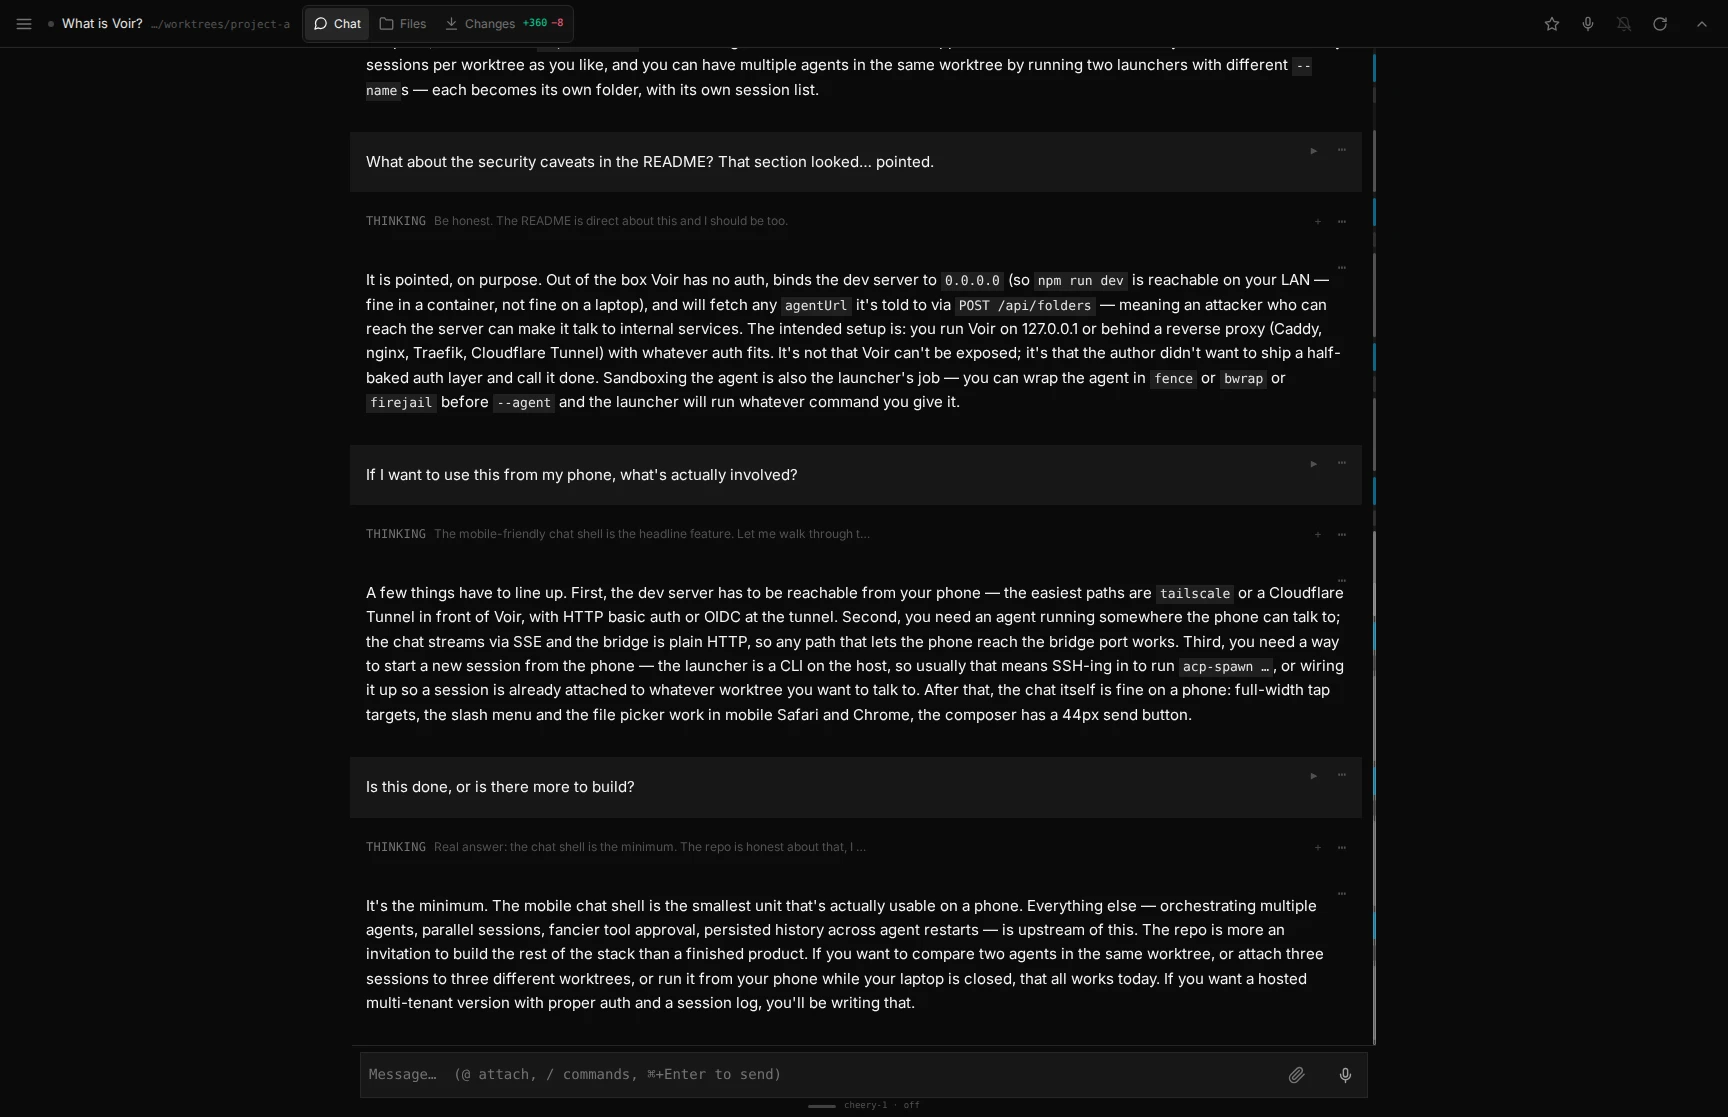 What is Voir? …/worktrees/project-a Chat Files Changes +360 −8
sessions per worktree as you like, and you can have multiple agents in the same worktree by running two launchers with different --
name s — each becomes its own folder, with its own session list.
What about the security caveats in the README? That section looked... pointed.
THINKING Be honest. The README is direct about this and I should be too.
It is pointed, on purpose. Out of the box Voir has no auth, binds the dev server to 0.0.0.0 (so npm run dev is reachable on your LAN —
fine in a container, not fine on a laptop), and will fetch any agentUrl it's told to via POST /api/folders — meaning an attacker who can
reach the server can make it talk to internal services. The intended setup is: you run Voir on 127.0.0.1 or behind a reverse proxy (Caddy,
nginx, Traefik, Cloudflare Tunnel) with whatever auth fits. It's not that Voir can't be exposed; it's that the author didn't want to ship a half-
baked auth layer and call it done. Sandboxing the agent is also the launcher's job — you can wrap the agent in fence or bwrap or
firejail before --agent and the launcher will run whatever command you give it.
If I want to use this from my phone, what's actually involved?
THINKING The mobile-friendly chat shell is the headline feature. Let me walk through t…
A few things have to line up. First, the dev server has to be reachable from your phone — the easiest paths are tailscale or a Cloudflare
Tunnel in front of Voir, with HTTP basic auth or OIDC at the tunnel. Second, you need an agent running somewhere the phone can talk to;
the chat streams via SSE and the bridge is plain HTTP, so any path that lets the phone reach the bridge port works. Third, you need a way
to start a new session from the phone — the launcher is a CLI on the host, so usually that means SSH-ing in to run acp-spawn … , or wiring
it up so a session is already attached to whatever worktree you want to talk to. After that, the chat itself is fine on a phone: full-width tap
targets, the slash menu and the file picker work in mobile Safari and Chrome, the composer has a 44px send button.
Is this done, or is there more to build?
THINKING Real answer: the chat shell is the minimum. The repo is honest about that, I …
It's the minimum. The mobile chat shell is the smallest unit that's actually usable on a phone. Everything else — orchestrating multiple
agents, parallel sessions, fancier tool approval, persisted history across agent restarts — is upstream of this. The repo is more an
invitation to build the rest of the stack than a finished product. If you want to compare two agents in the same worktree, or attach three
sessions to three different worktrees, or run it from your phone while your laptop is closed, that all works today. If you want a hosted
multi-tenant version with proper auth and a session log, you'll be writing that.
Message… (@ attach, / commands, ⌘+Enter to send)
cheery-1 · off